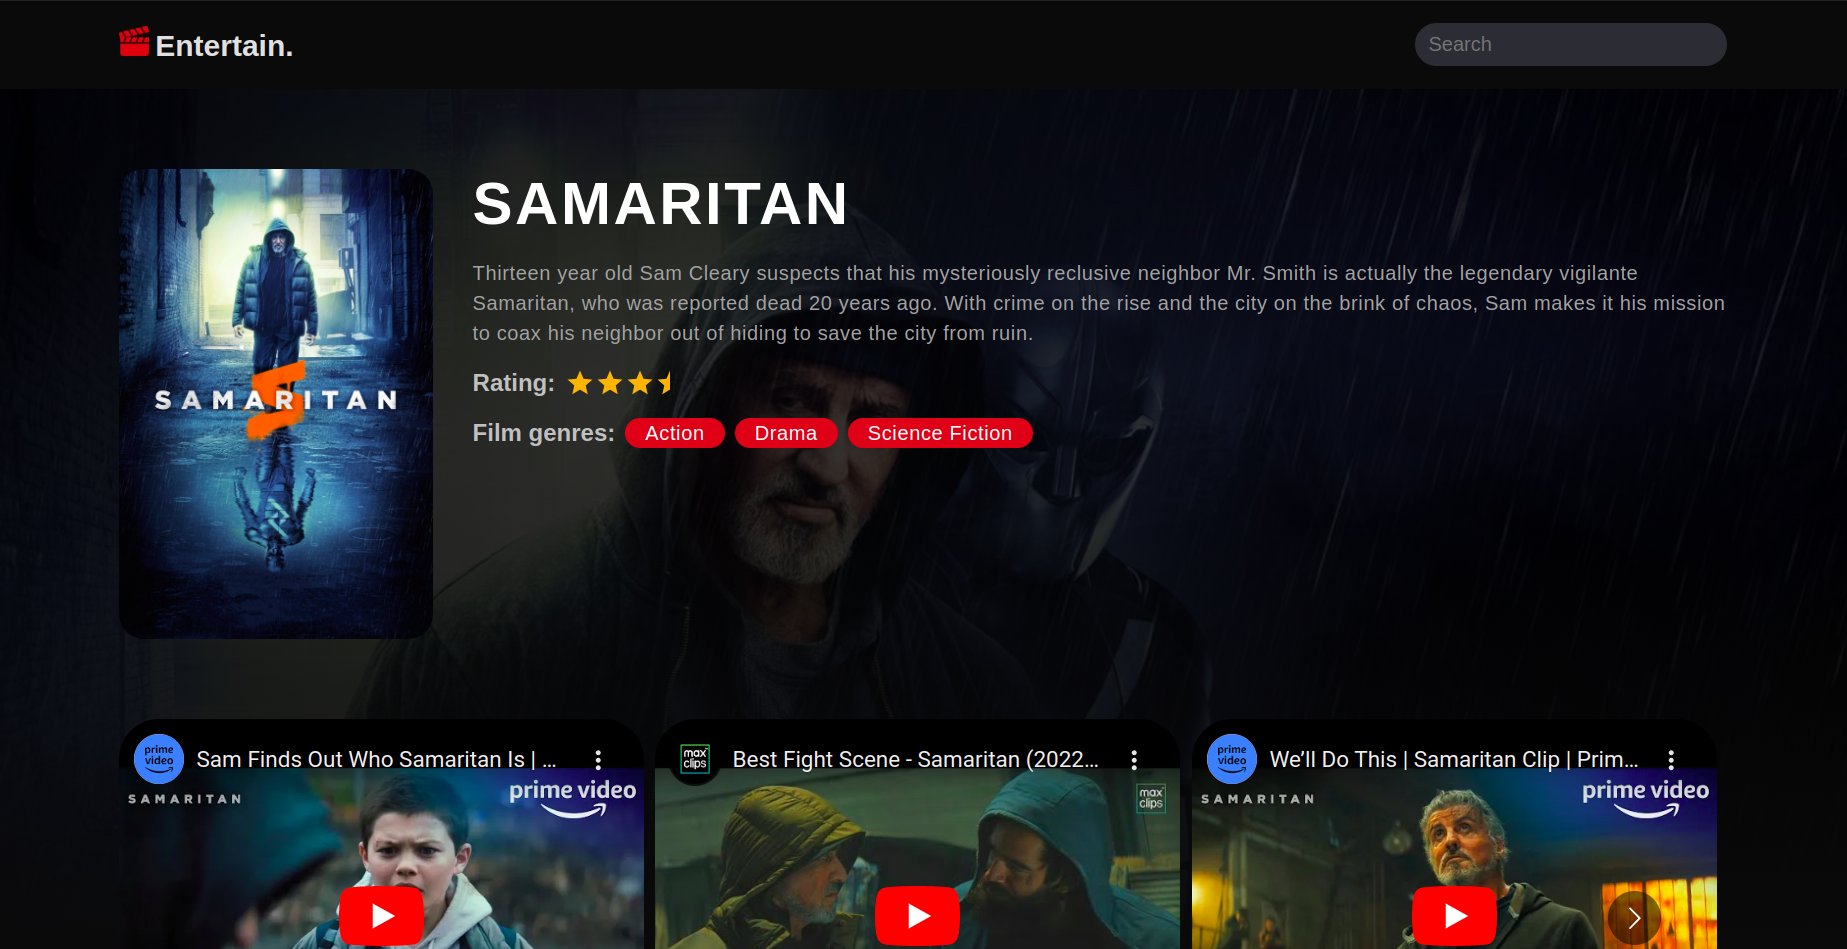 Entertain.
Search
SAMARITAN
SAMARITAN
Thirteen year old Sam Cleary suspects that his mysteriously reclusive neighbor Mr. Smith is actually the legendary vigilante
Samaritan, who was reported dead 20 years ago. With crime on the rise and the city on the brink of chaos, Sam makes it his mission
to coax his neighbor out of hiding to save the city from ruin.
Rating:
Film genres: Action Drama Science Fiction
prime
video
Sam Finds Out Who Samaritan Is | ...
SAMARITAN
prime video
max
clips
Best Fight Scene - Samaritan (2022...
max
clips
prime
video
We'll Do This | Samaritan Clip | Prim...
SAMARITAN
prime video